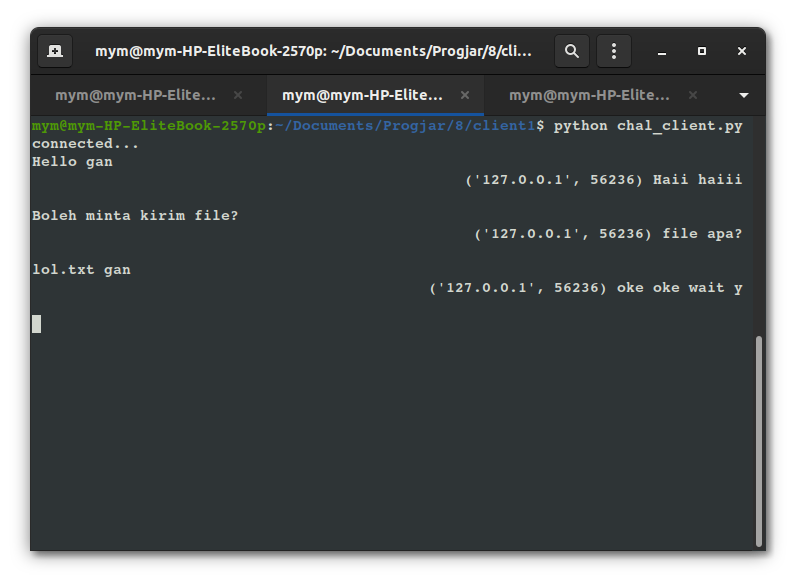 mym@mym-HP-EliteBook-2570p: ~/Documents/Progjar/8/cli...
mym@mym-HP-Elite... × mym@mym-HP-Elite... × mym@mym-HP-Elite... ×
mym@mym-HP-EliteBook-2570p:~/Documents/Progjar/8/client1$ python chal_client.py
connected...
Hello gan
('127.0.0.1', 56236) Haii haiii
Boleh minta kirim file?
('127.0.0.1', 56236) file apa?
lol.txt gan
('127.0.0.1', 56236) oke oke wait y